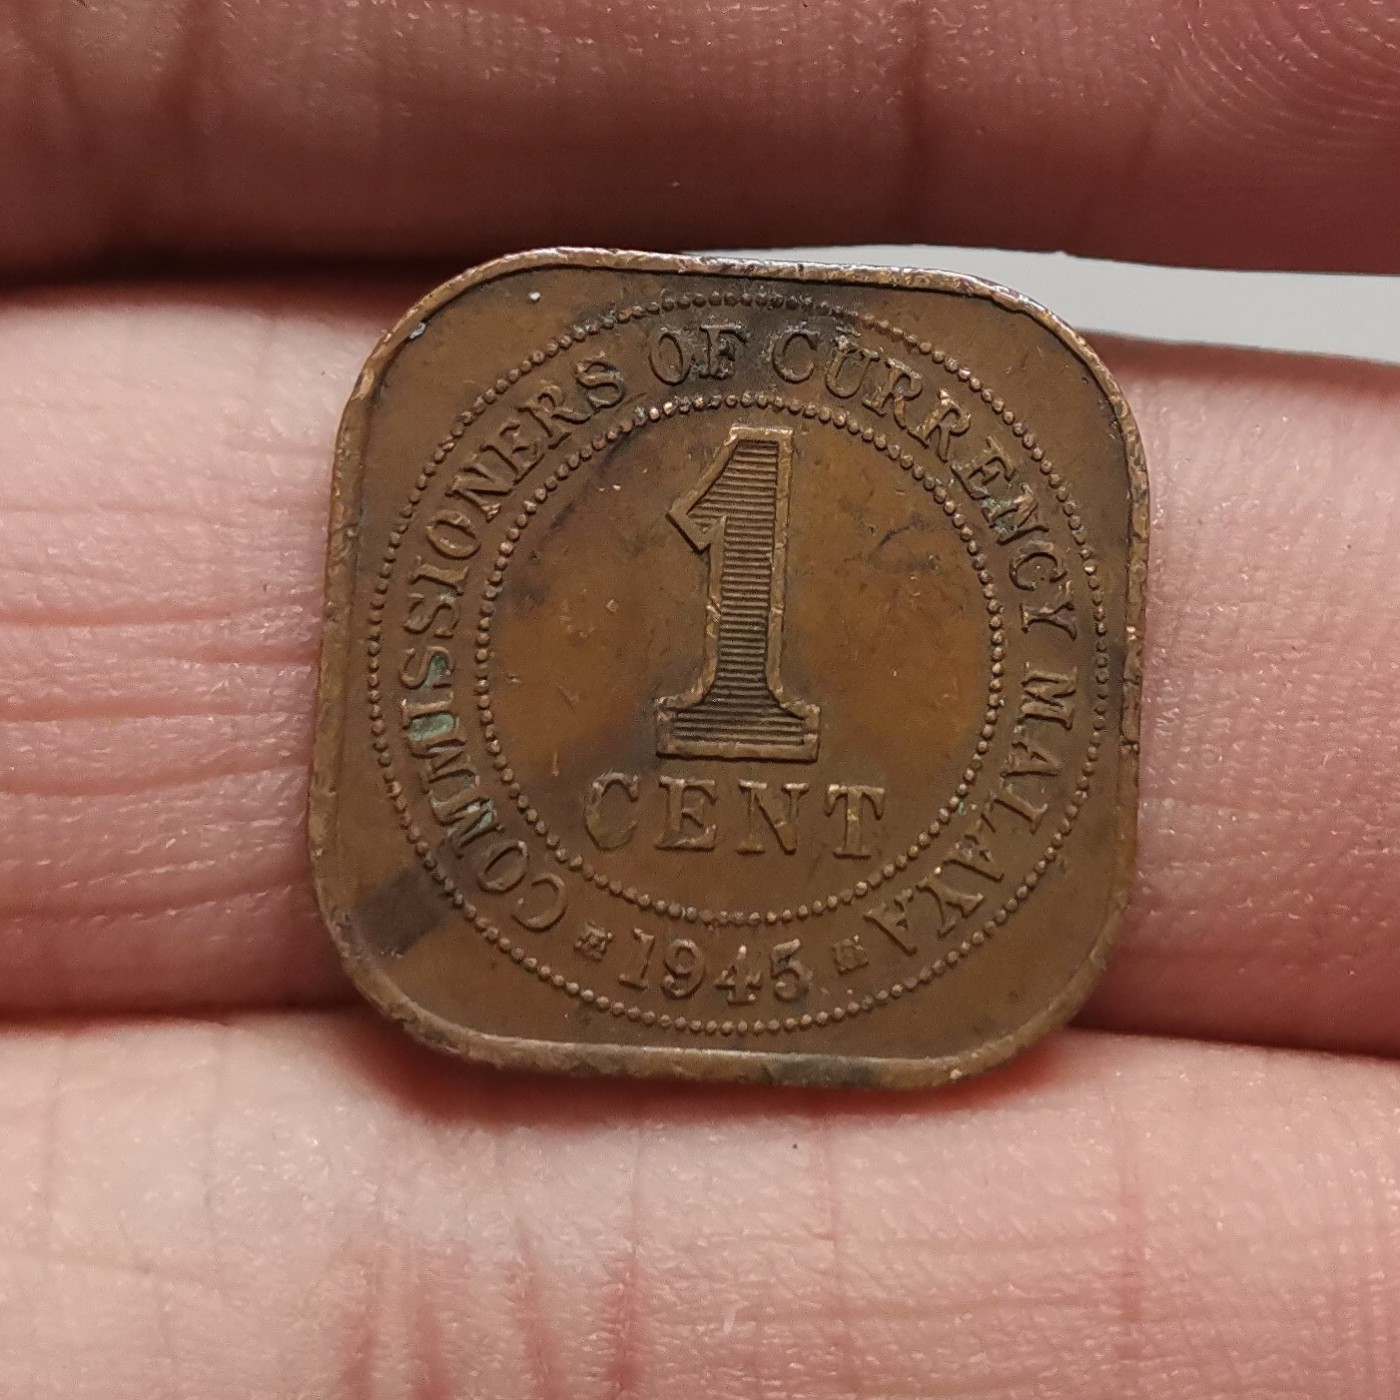 COMMISSIONERS OF CURRENCY MALAYA
1
CENT
1945